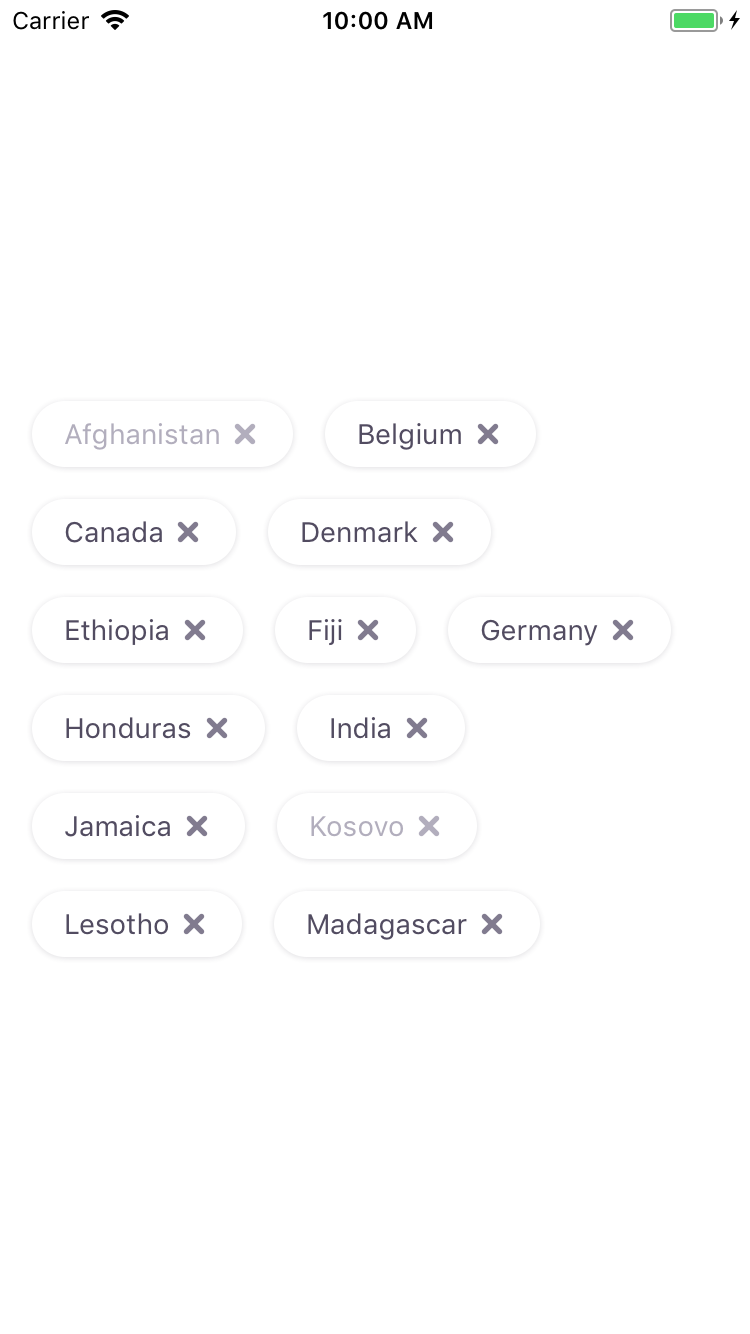 Carrier 10:00 AM
Afghanistan Belgium
Canada Denmark
Ethiopia Fiji Germany
Honduras India
Jamaica Kosovo
Lesotho Madagascar